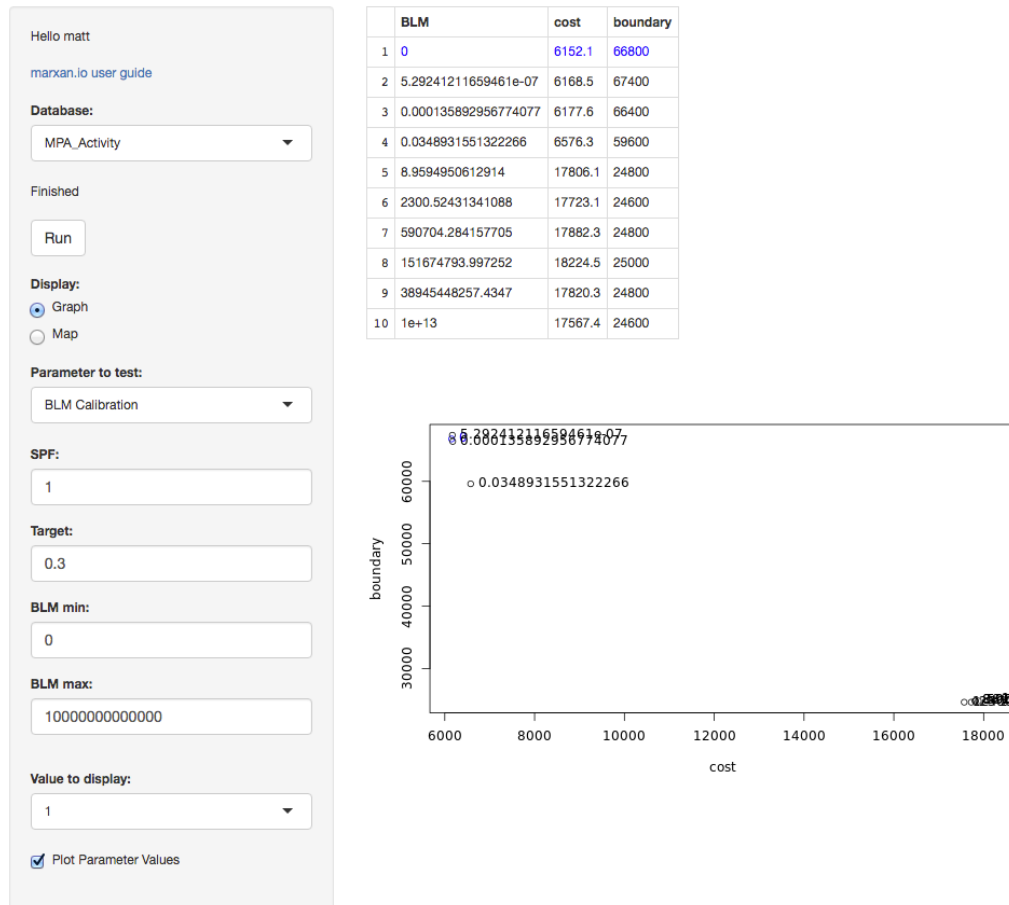 Hello matt
marxan.io user guide
Database:
MPA_Activity
Finished
Run
Display:
Graph
Map
Parameter to test:
BLM Calibration
SPF:
1
Target:
0.3
BLM min:
0
BLM max:
10000000000000
Value to display:
1
Plot Parameter Values
BLM cost boundary
1 0 6152.1 66800
2 5.29241211659461e-07 6168.5 67400
3 0.000135892956774077 6177.6 66400
4 0.0348931551322266 6576.3 59600
5 8.9594950612914 17806.1 24800
6 2300.52431341088 17723.1 24600
7 590704.284157705 17882.3 24800
8 151674793.997252 18224.5 25000
9 38945448257.4347 17820.3 24800
10 1e+13 17567.4 24600
5.29241211659461e-07
0.000135892956774077
0.0348931551322266
boundary
60000
50000
40000
30000
6000 8000 10000 12000 14000 16000 18000
cost